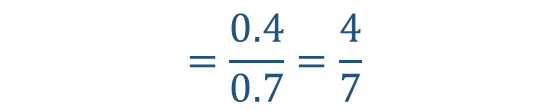 = 0.4/0.7 = 4/7